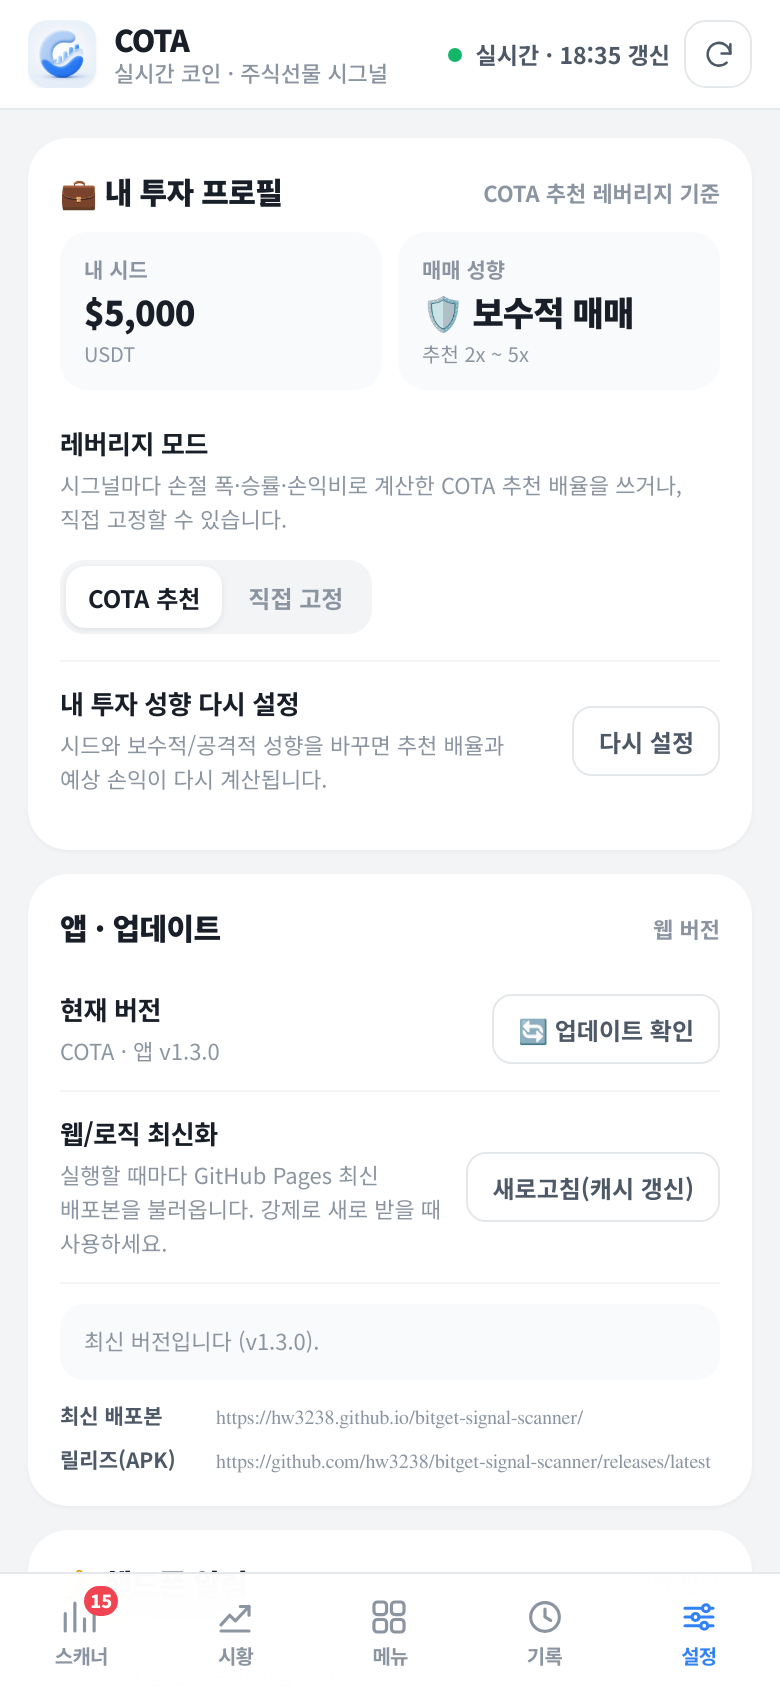 COTA
실시간 코인 · 주식선물 시그널
실시간 · 18:35 갱신
내 투자 프로필
COTA 추천 레버리지 기준
내 시드
$5,000
USDT
매매 성향
보수적 매매
추천 2x ~ 5x
레버리지 모드
시그널마다 손절 폭·승률·손익비로 계산한 COTA 추천 배율을 쓰거나,
직접 고정할 수 있습니다.
COTA 추천
직접 고정
내 투자 성향 다시 설정
시드와 보수적/공격적 성향을 바꾸면 추천 배율과
예상 손익이 다시 계산됩니다.
다시 설정
앱 · 업데이트
웹 버전
현재 버전
COTA · 앱 v1.3.0
업데이트 확인
웹/로직 최신화
실행할 때마다 GitHub Pages 최신
배포본을 불러옵니다. 강제로 새로 받을 때
사용하세요.
새로고침(캐시 갱신)
최신 버전입니다 (v1.3.0).
최신 배포본
https://hw3238.github.io/bitget-signal-scanner/
릴리즈(APK)
https://github.com/hw3238/bitget-signal-scanner/releases/latest
15
스캐너
시황
메뉴
기록
설정